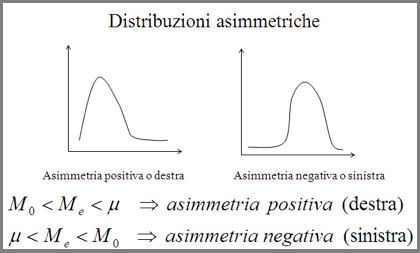 Distribuzioni asimmetriche
Asimmetria positiva o destra
Asimmetria negativa o sinistra
M₀ < Mₑ < μ ⇒ asimmetria positiva (destra)
μ < Mₑ < M₀ ⇒ asimmetria negativa (sinistra)